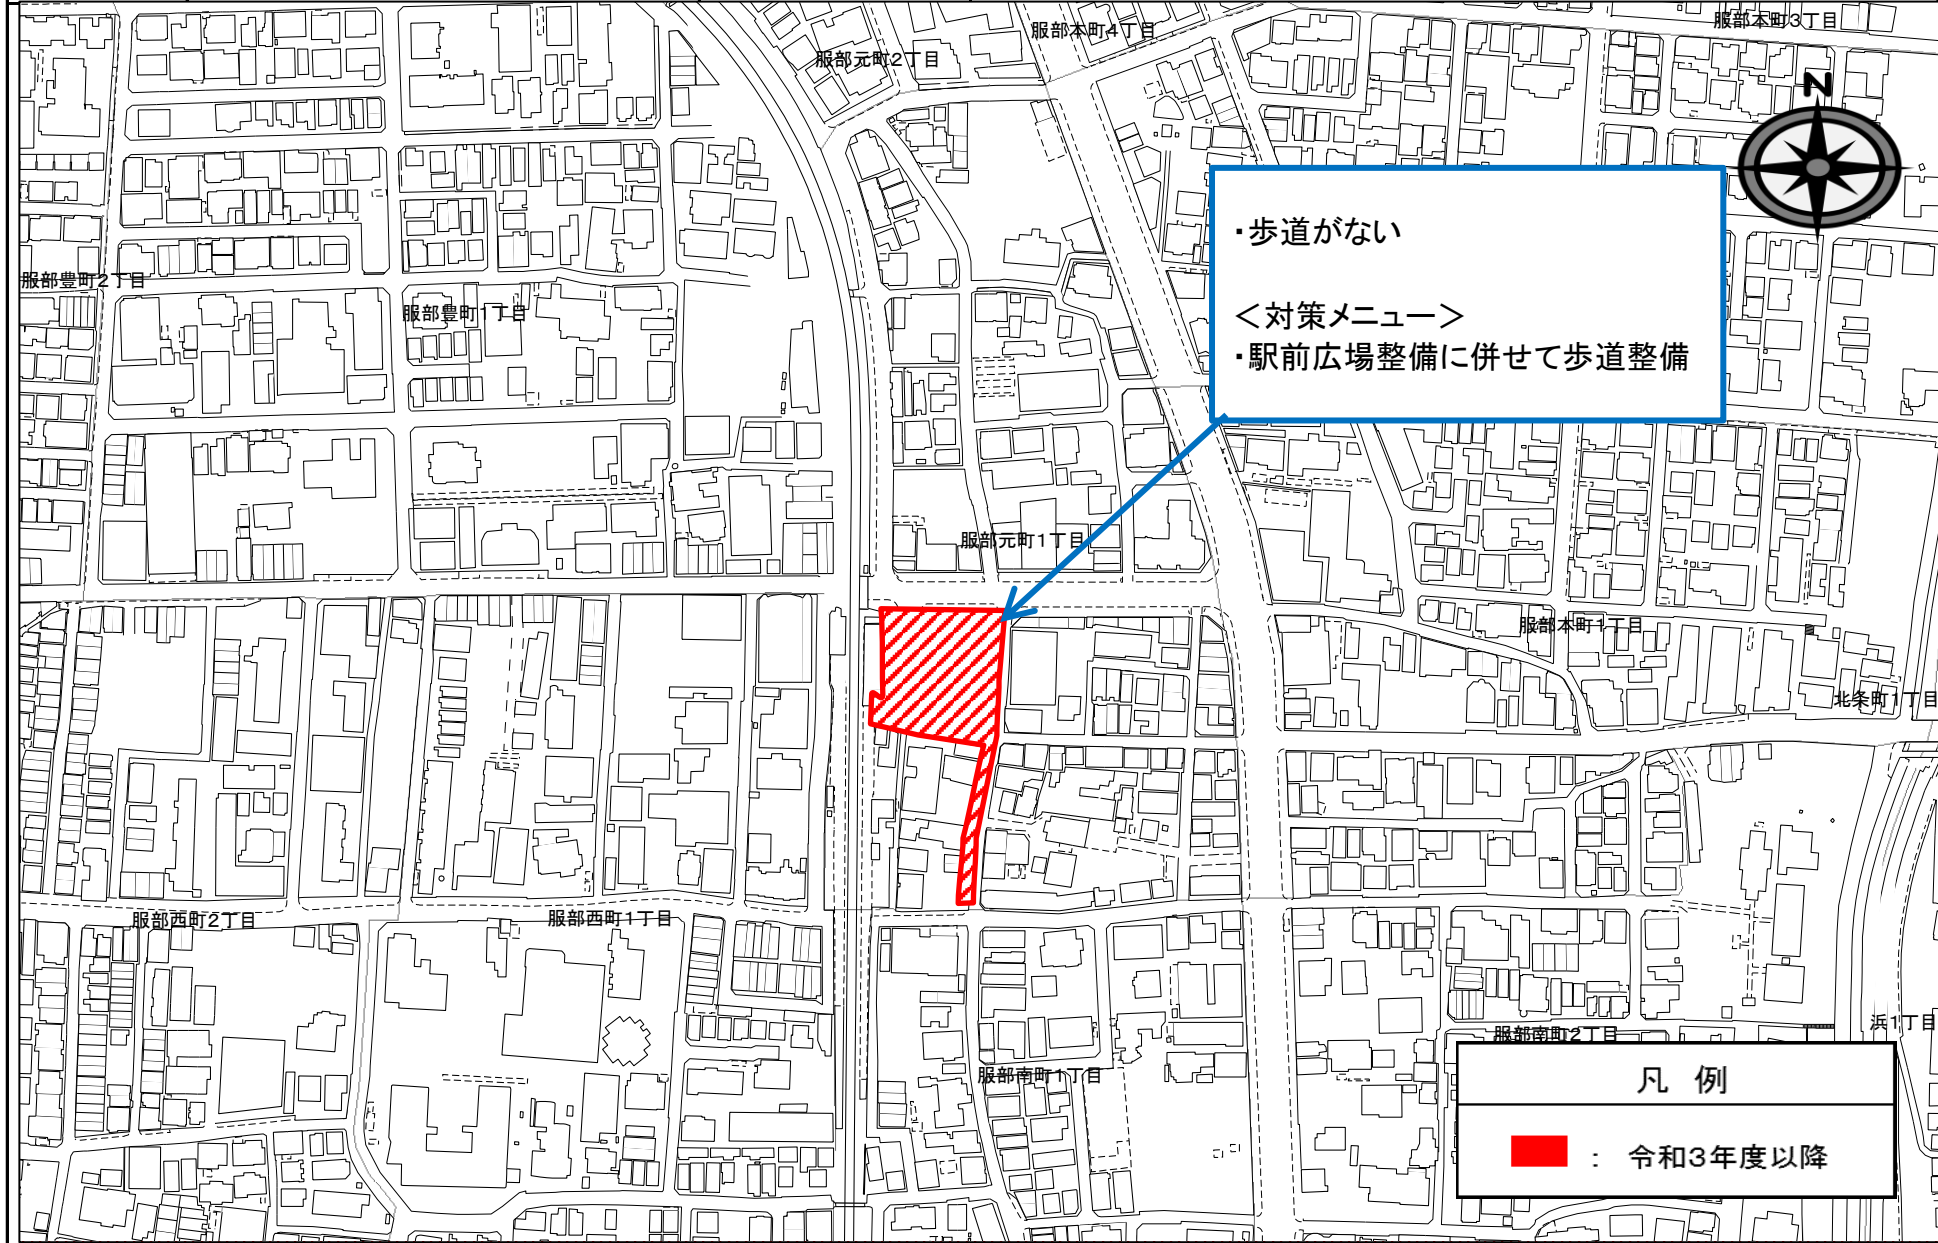 服部本町3丁目
服部本町4丁目
服部元町2丁目
N
・歩道がない
＜対策メニュー＞
・駅前広場整備に併せて歩道整備
服部豊町2丁目
服部豊町1丁目
服部元町1丁目
服部本町1丁目
北条町1丁目
服部西町2丁目
服部西町1丁目
浜1丁目
服部南町2丁目
服部南町1丁目
凡 例
： 令和3年度以降